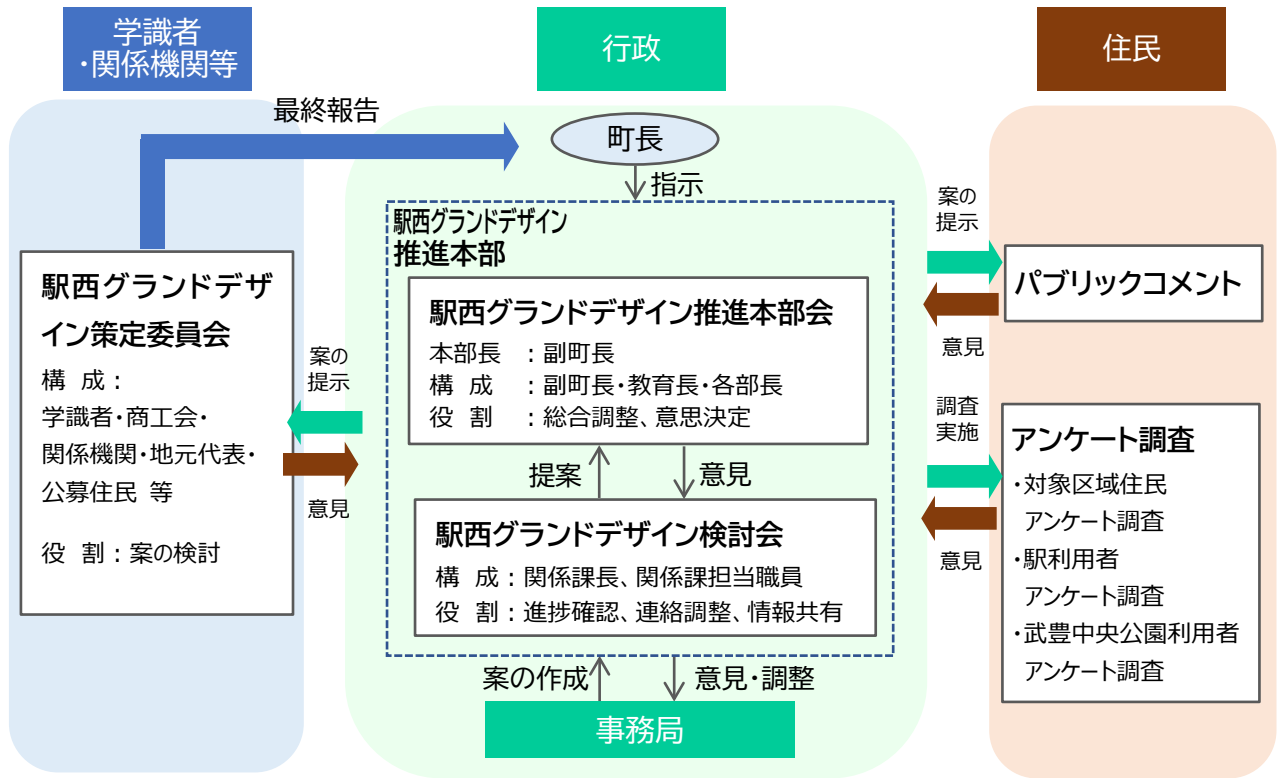 学識者
・関係機関等
行政
住民
最終報告
町長
指示
駅西グランドデザイン
推進本部
駅西グランドデザイン推進本部会
本部長 ：副町長
構 成 ：副町長・教育長・各部長
役 割 ：総合調整、意思決定
提案
意見
駅西グランドデザイン検討会
構 成：関係課長、関係課担当職員
役 割：進捗確認、連絡調整、情報共有
案の作成
意見・調整
事務局
駅西グランドデザ
イン策定委員会
構 成：
学識者・商工会・
関係機関・地元代表・
公募住民 等
役 割：案の検討
案の
提示
意見
案の
提示
パブリックコメント
意見
調査
実施
アンケート調査
・対象区域住民
アンケート調査
・駅利用者
アンケート調査
・武豊中央公園利用者
アンケート調査
意見